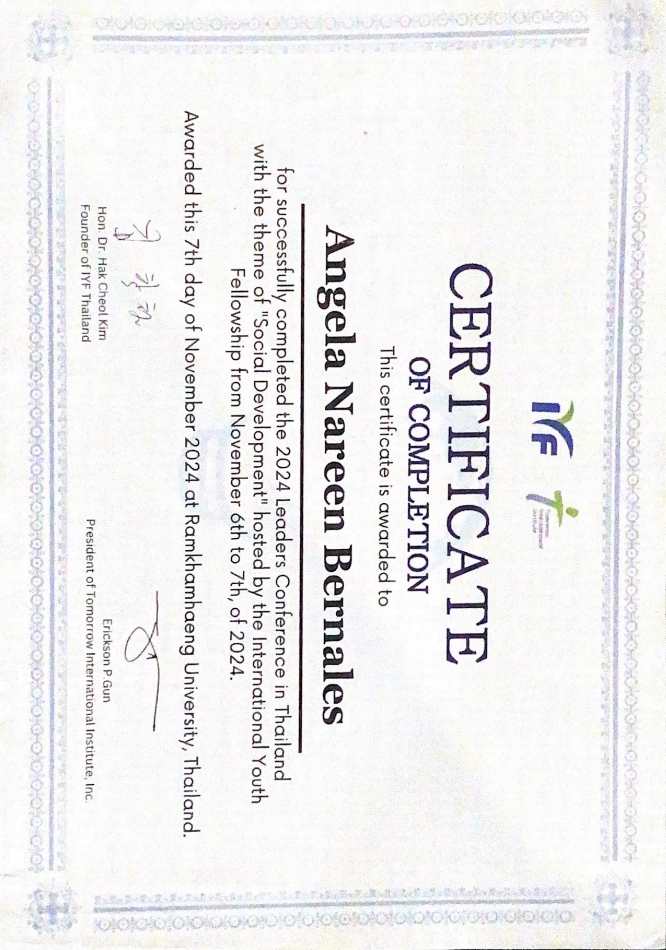 IYF
Tomorrow
International
Institute
CERTIFICATE
OF COMPLETION
This certificate is awarded to
Angela Nareen Bernales
for successfully completed the 2024 Leaders Conference in Thailand
with the theme of "Social Development" hosted by the International Youth
Fellowship from November 6th to 7th, of 2024.
Awarded this 7th day of November 2024 at Ramkhamhaeng University, Thailand.
Hon. Dr. Hak Cheol Kim
Founder of IYF Thailand
Erickson P.Gun
President of Tomorrow International Institute, Inc.